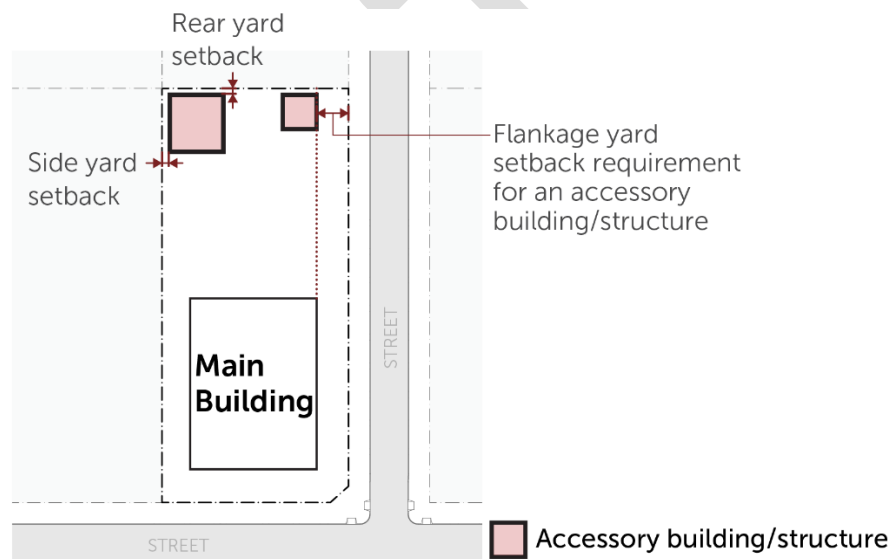 Rear yard
setback
Side yard
setback
Flankage yard
setback requirement
for an accessory
building/structure
STREET
Main
Building
STREET
Accessory building/structure